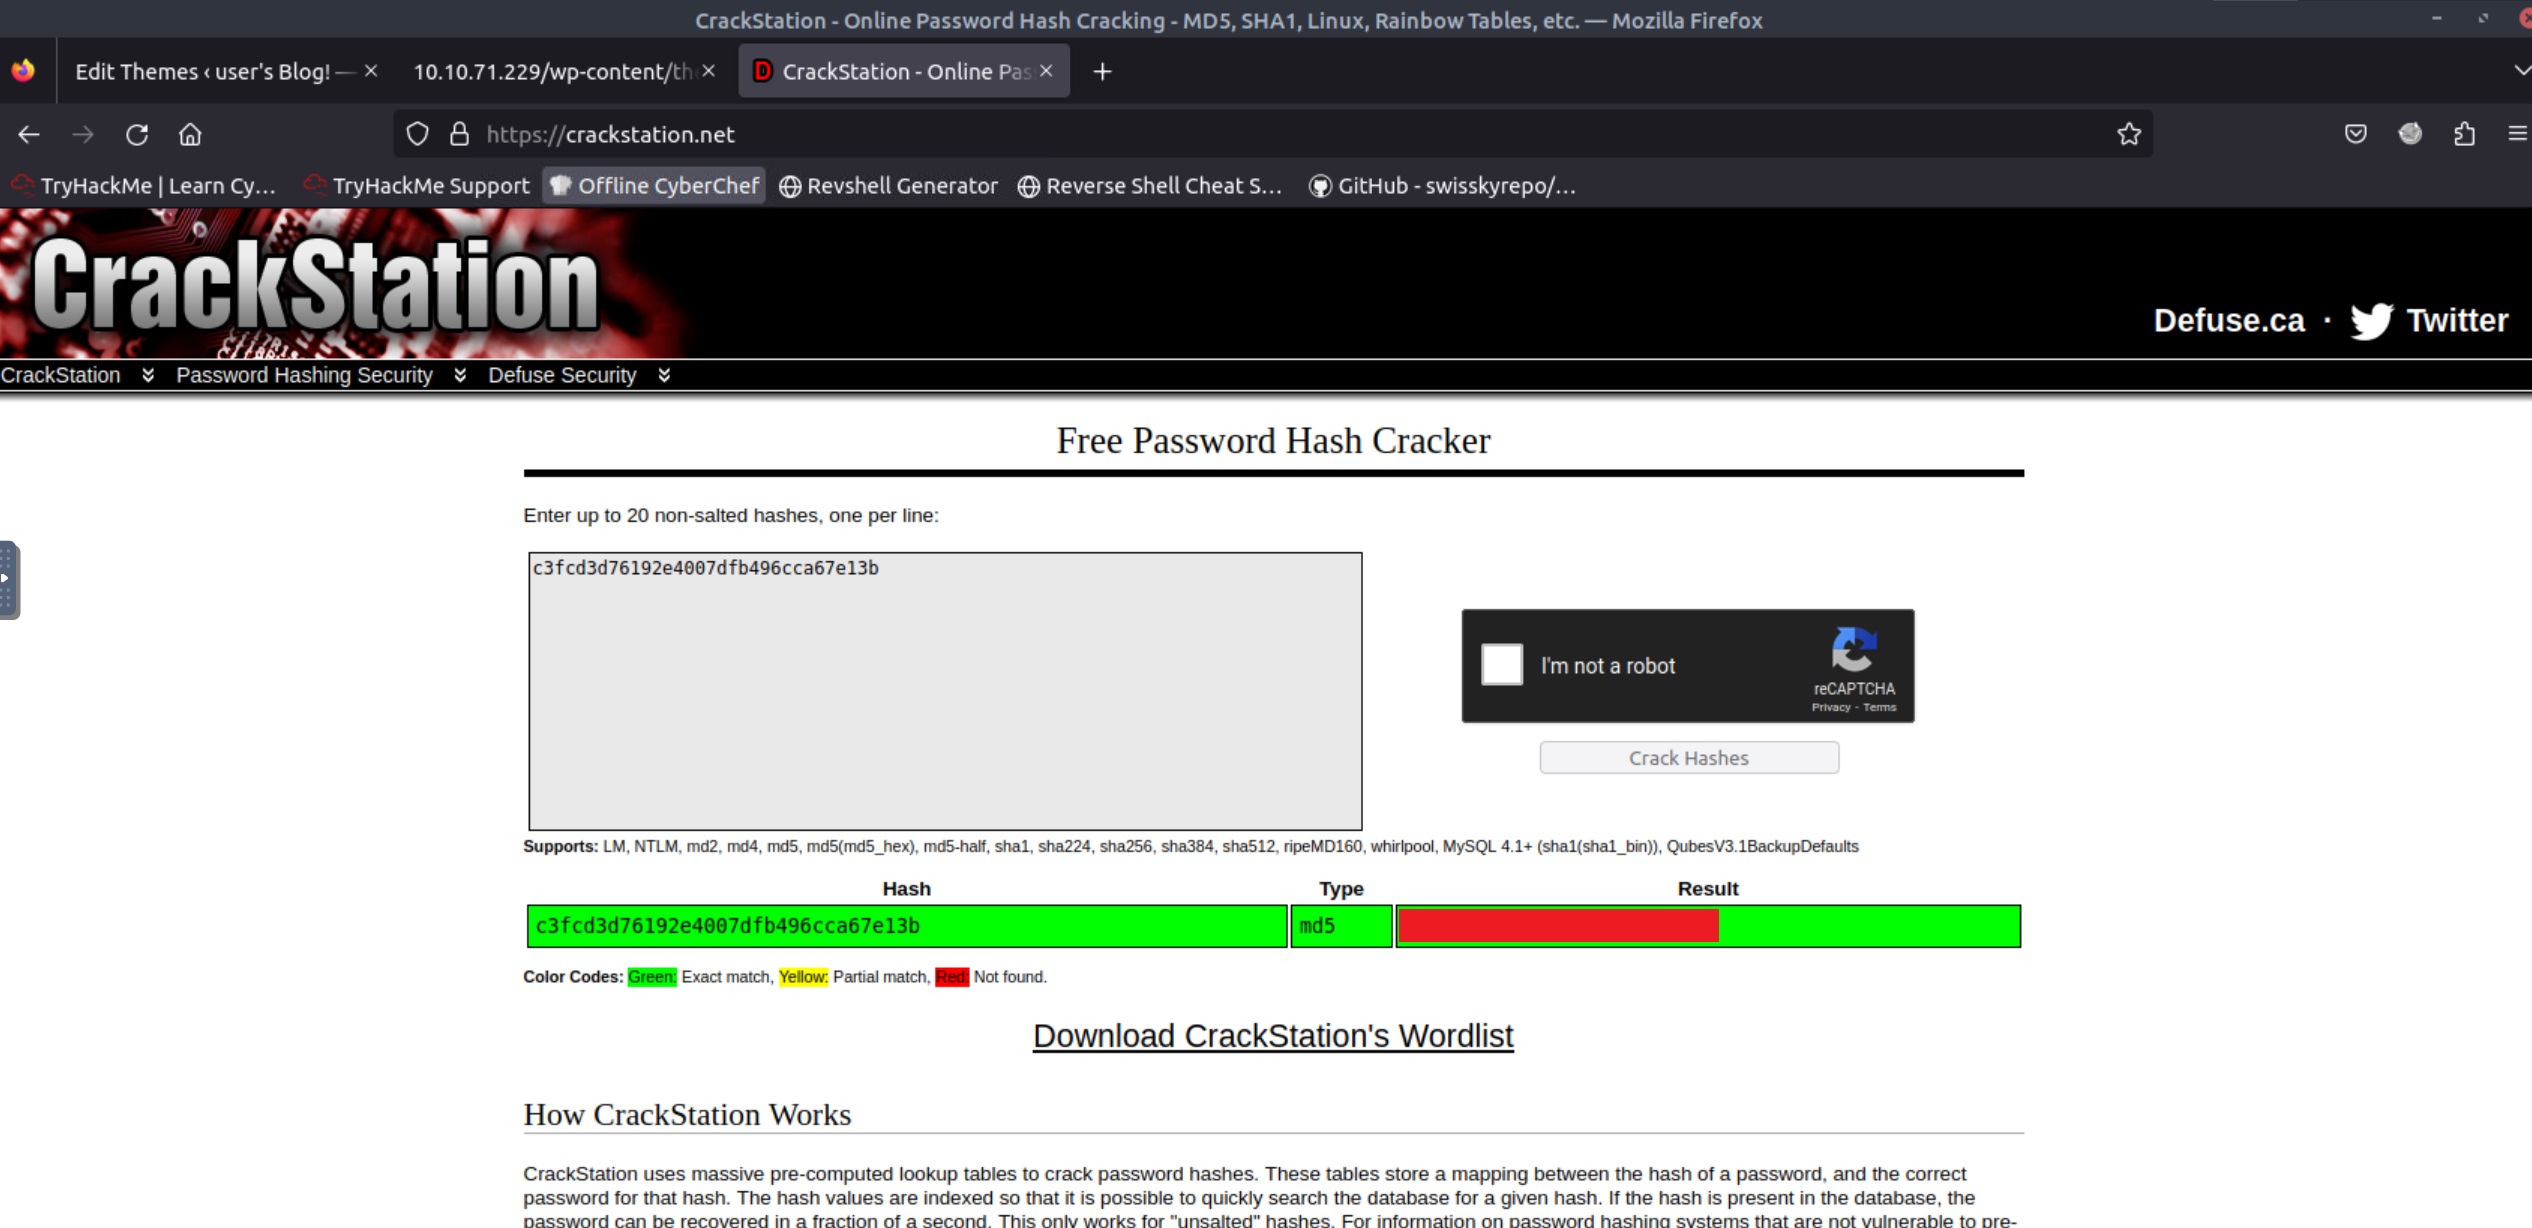 CrackStation - Online Password Hash Cracking - MD5, SHA1, Linux, Rainbow Tables, etc. — Mozilla Firefox
Edit Themes ‹ user's Blog! —
10.10.71.229/wp-content/the
CrackStation - Online Pas
https://crackstation.net
TryHackMe | Learn Cy...
TryHackMe Support
Offline CyberChef
Revshell Generator
Reverse Shell Cheat S...
GitHub - swisskyrepo/...
CrackStation
Defuse.ca · Twitter
CrackStation
Password Hashing Security
Defuse Security
Free Password Hash Cracker
Enter up to 20 non-salted hashes, one per line:
c3fcd3d76192e4007dfb496cca67e13b
I'm not a robot
reCAPTCHA
Privacy - Terms
Crack Hashes
Supports: LM, NTLM, md2, md4, md5, md5(md5_hex), md5-half, sha1, sha224, sha256, sha384, sha512, ripeMD160, whirlpool, MySQL 4.1+ (sha1(sha1_bin)), QubesV3.1BackupDefaults
Hash Type Result
c3fcd3d76192e4007dfb496cca67e13b md5
Color Codes: Green: Exact match, Yellow: Partial match, Red: Not found.
Download CrackStation's Wordlist
How CrackStation Works
CrackStation uses massive pre-computed lookup tables to crack password hashes. These tables store a mapping between the hash of a password, and the correct
password for that hash. The hash values are indexed so that it is possible to quickly search the database for a given hash. If the hash is present in the database, the
password can be recovered in a fraction of a second. This only works for "unsalted" hashes. For information on password hashing systems that are not vulnerable to pre-